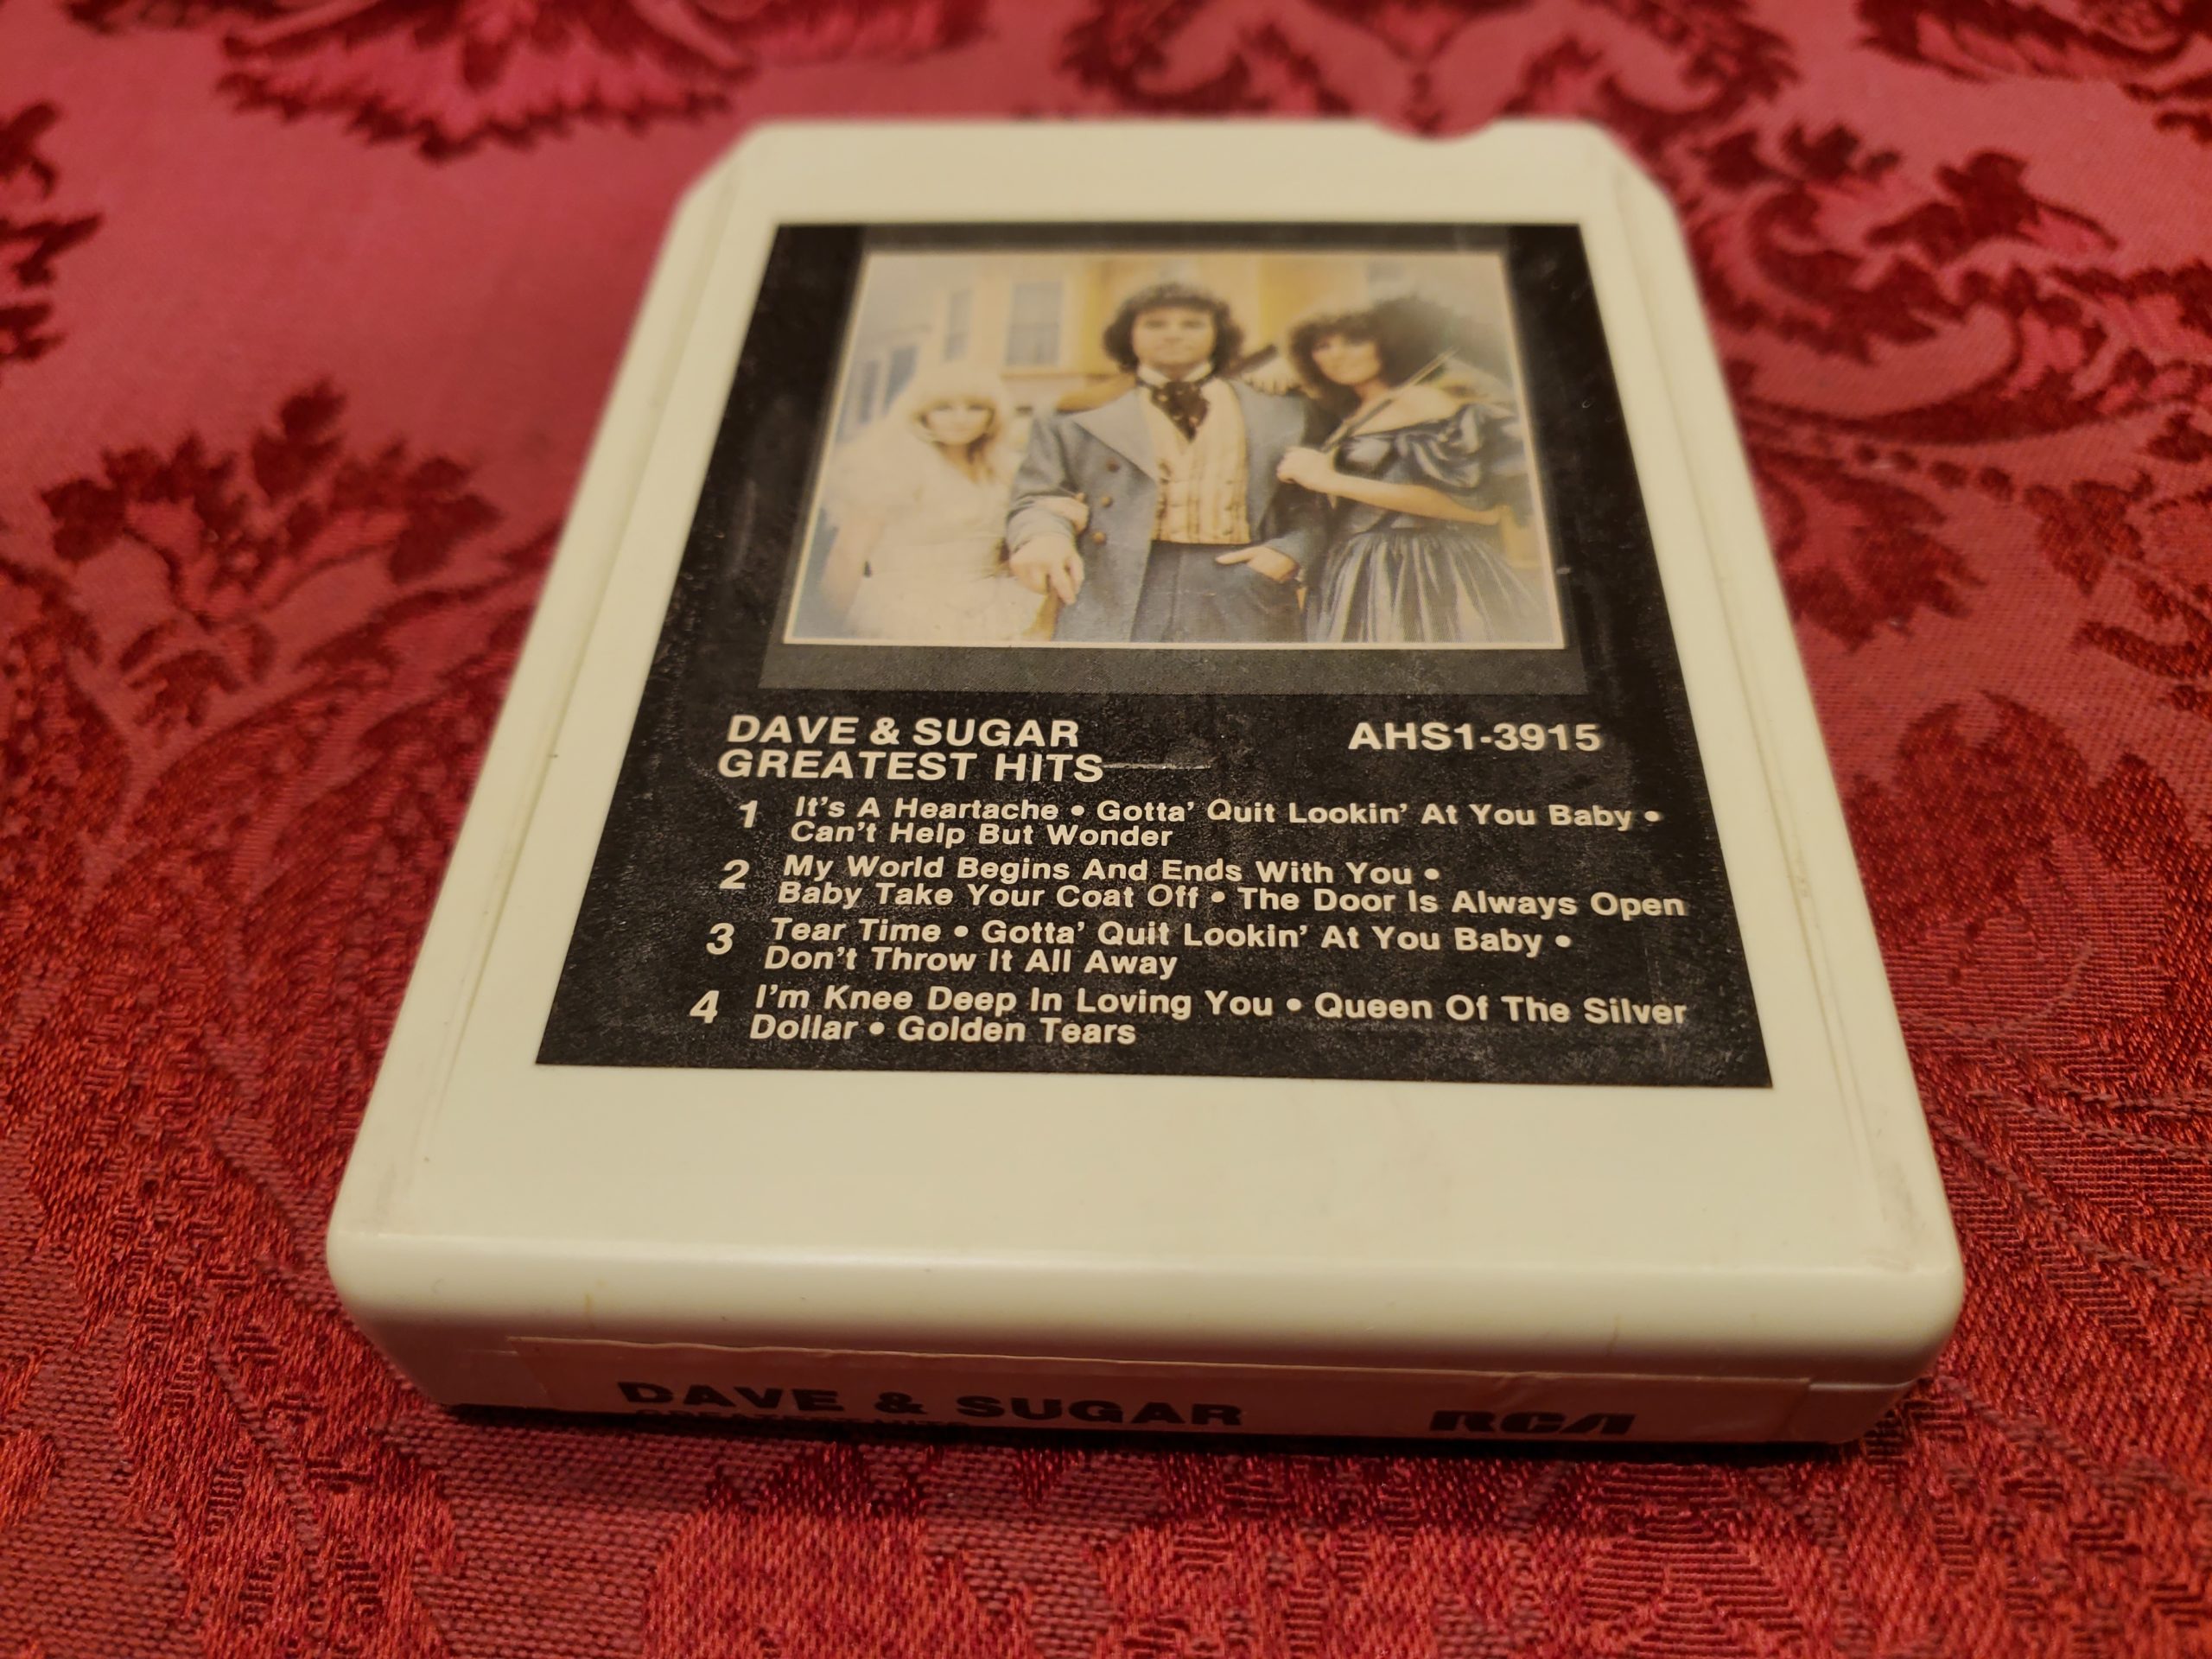 DAVE & SUGAR AHS1-3915
GREATEST HITS
1 It's A Heartache • Gotta' Quit Lookin' At You Baby •
Can't Help But Wonder
2 My World Begins And Ends With You •
Baby Take Your Coat Off • The Door Is Always Open
3 Tear Time • Gotta' Quit Lookin' At You Baby •
Don't Throw It All Away
4 I'm Knee Deep In Loving You • Queen Of The Silver
Dollar • Golden Tears
DAVE & SUGAR RCA
GREATEST HITS